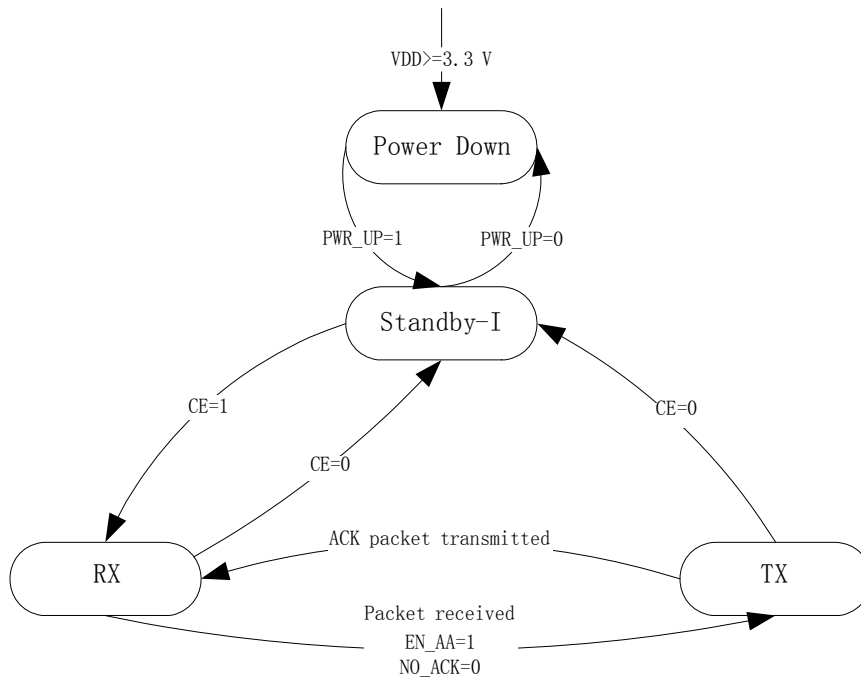 VDD>=3.3 V
Power Down
PWR_UP=1
PWR_UP=0
Standby-I
CE=1
CE=0
CE=0
ACK packet transmitted
RX
TX
Packet received
EN_AA=1
NO_ACK=0